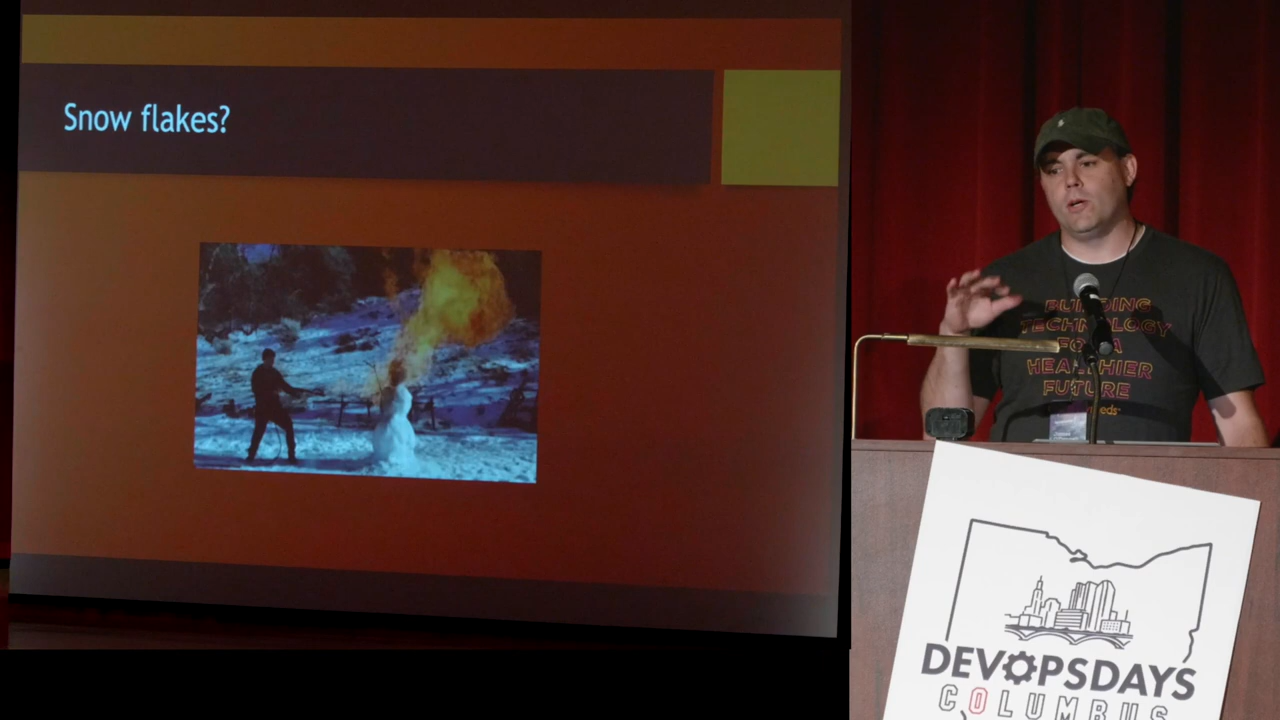 Snow flakes?
BUILDING
TECHNOLOGY
FOR A
HEALTHIER
FUTURE
DEVOPSDAYS
COLUMBUS